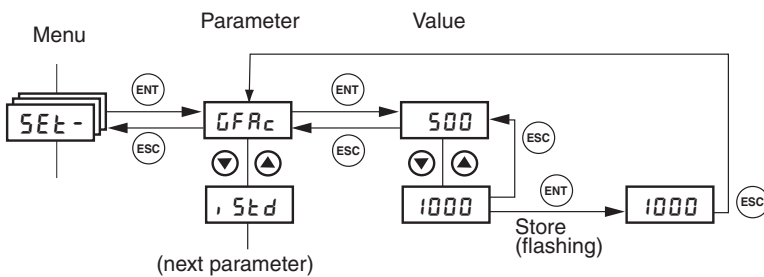 Menu
Parameter
Value
ENT
ENT
SEt-
GFAc
500
ESC
ESC
ESC
iStd
1000
ENT
1000
ESC
Store
(flashing)
(next parameter)